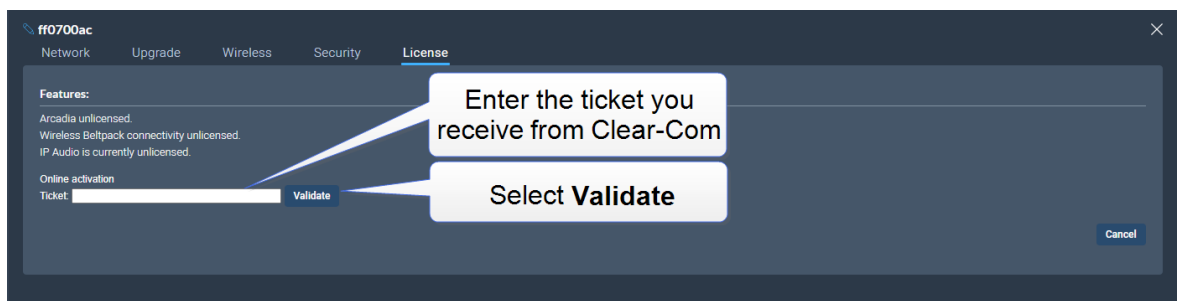 ff0700ac
Network Upgrade Wireless Security License
Features:
Arcadia unlicensed.
Wireless Beltpack connectivity unlicensed.
IP Audio is currently unlicensed.
Online activation
Ticket: Validate
Enter the ticket you
receive from Clear-Com
Select Validate
Cancel